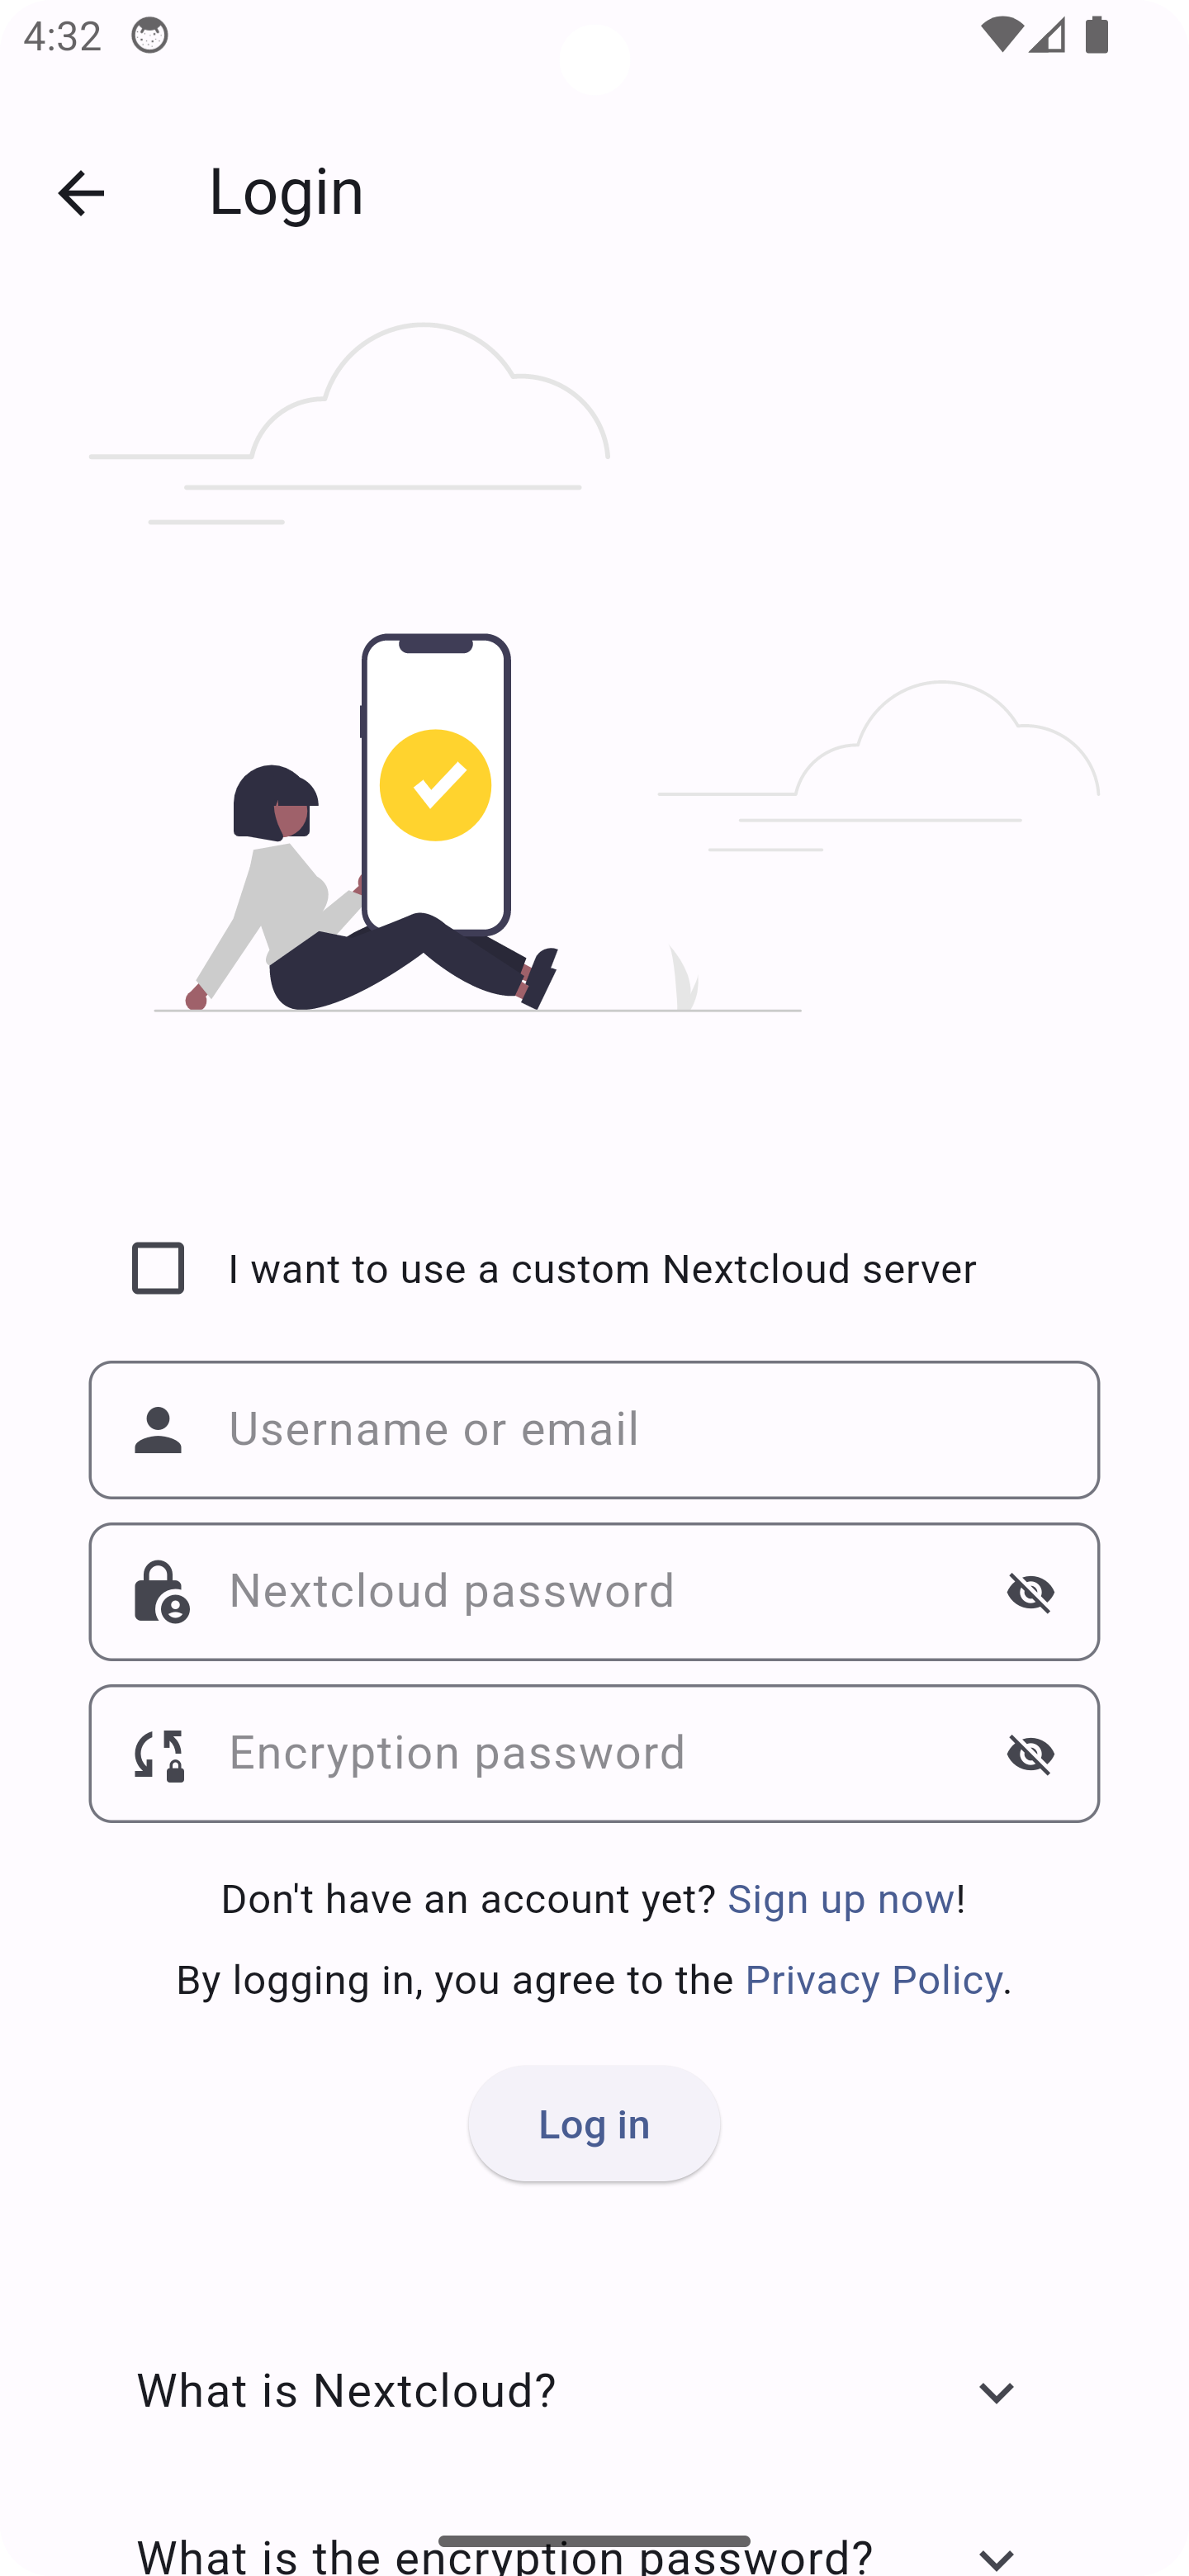 4:32
Login
I want to use a custom Nextcloud server
Username or email
Nextcloud password
Encryption password
Don't have an account yet? Sign up now!
By logging in, you agree to the Privacy Policy.
Log in
What is Nextcloud?
What is the encryption password?